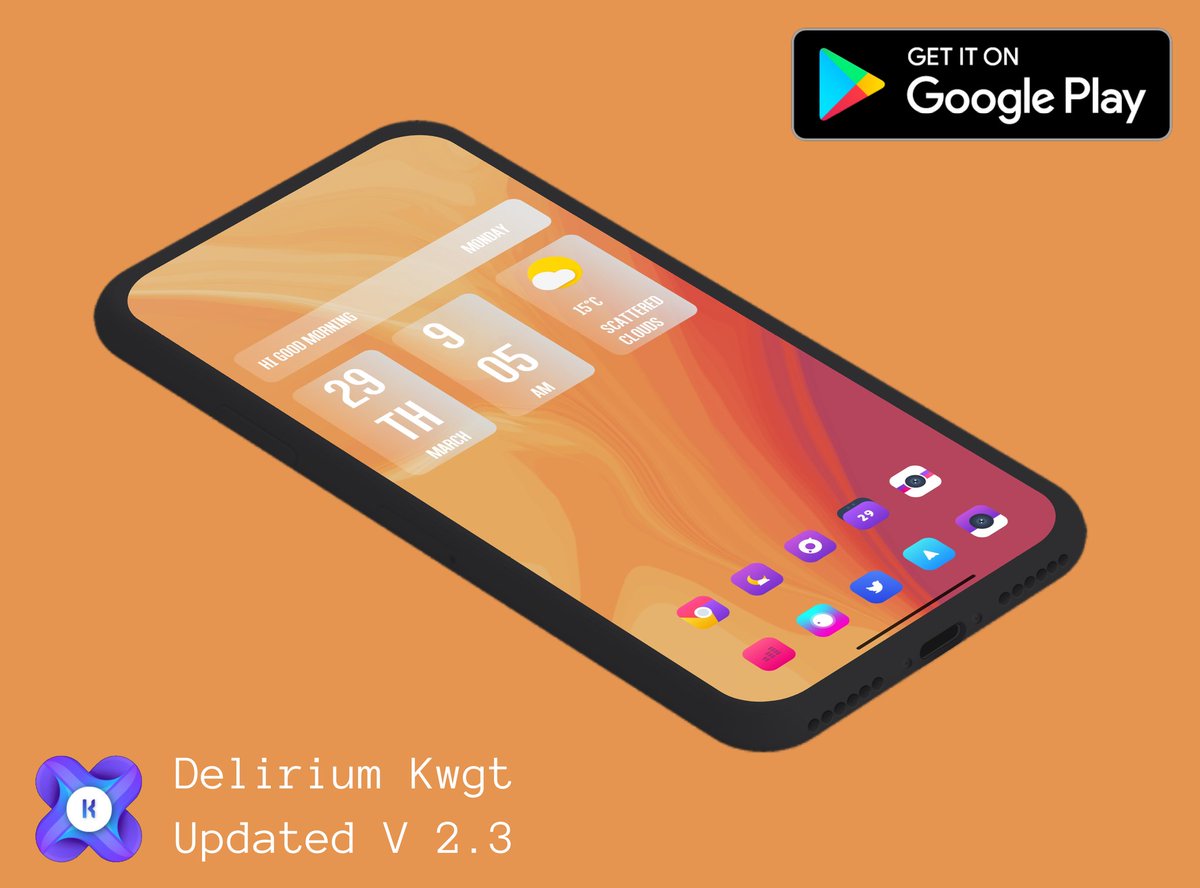 GET IT ON
Google Play
HI GOOD MORNING
MONDAY
29
TH
MARCH
9
05
AM
15°C
SCATTERED
CLOUDS
29
K
Delirium Kwgt
Updated V 2.3